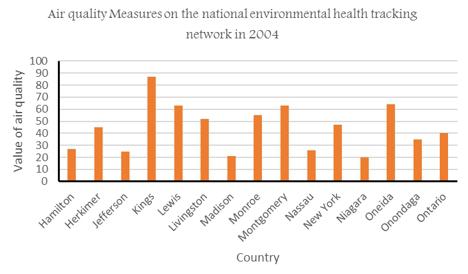 Air quality Measures on the national environmental health tracking
network in 2004
100
90
80
70
60
50
40
30
20
10
0
Value of air quality
Hamilton
Herkimer
Jefferson
Kings
Lewis
Livingston
Madison
Monroe
Montgomery
Nassau
New York
Niagara
Oneida
Onondaga
Ontario
Country